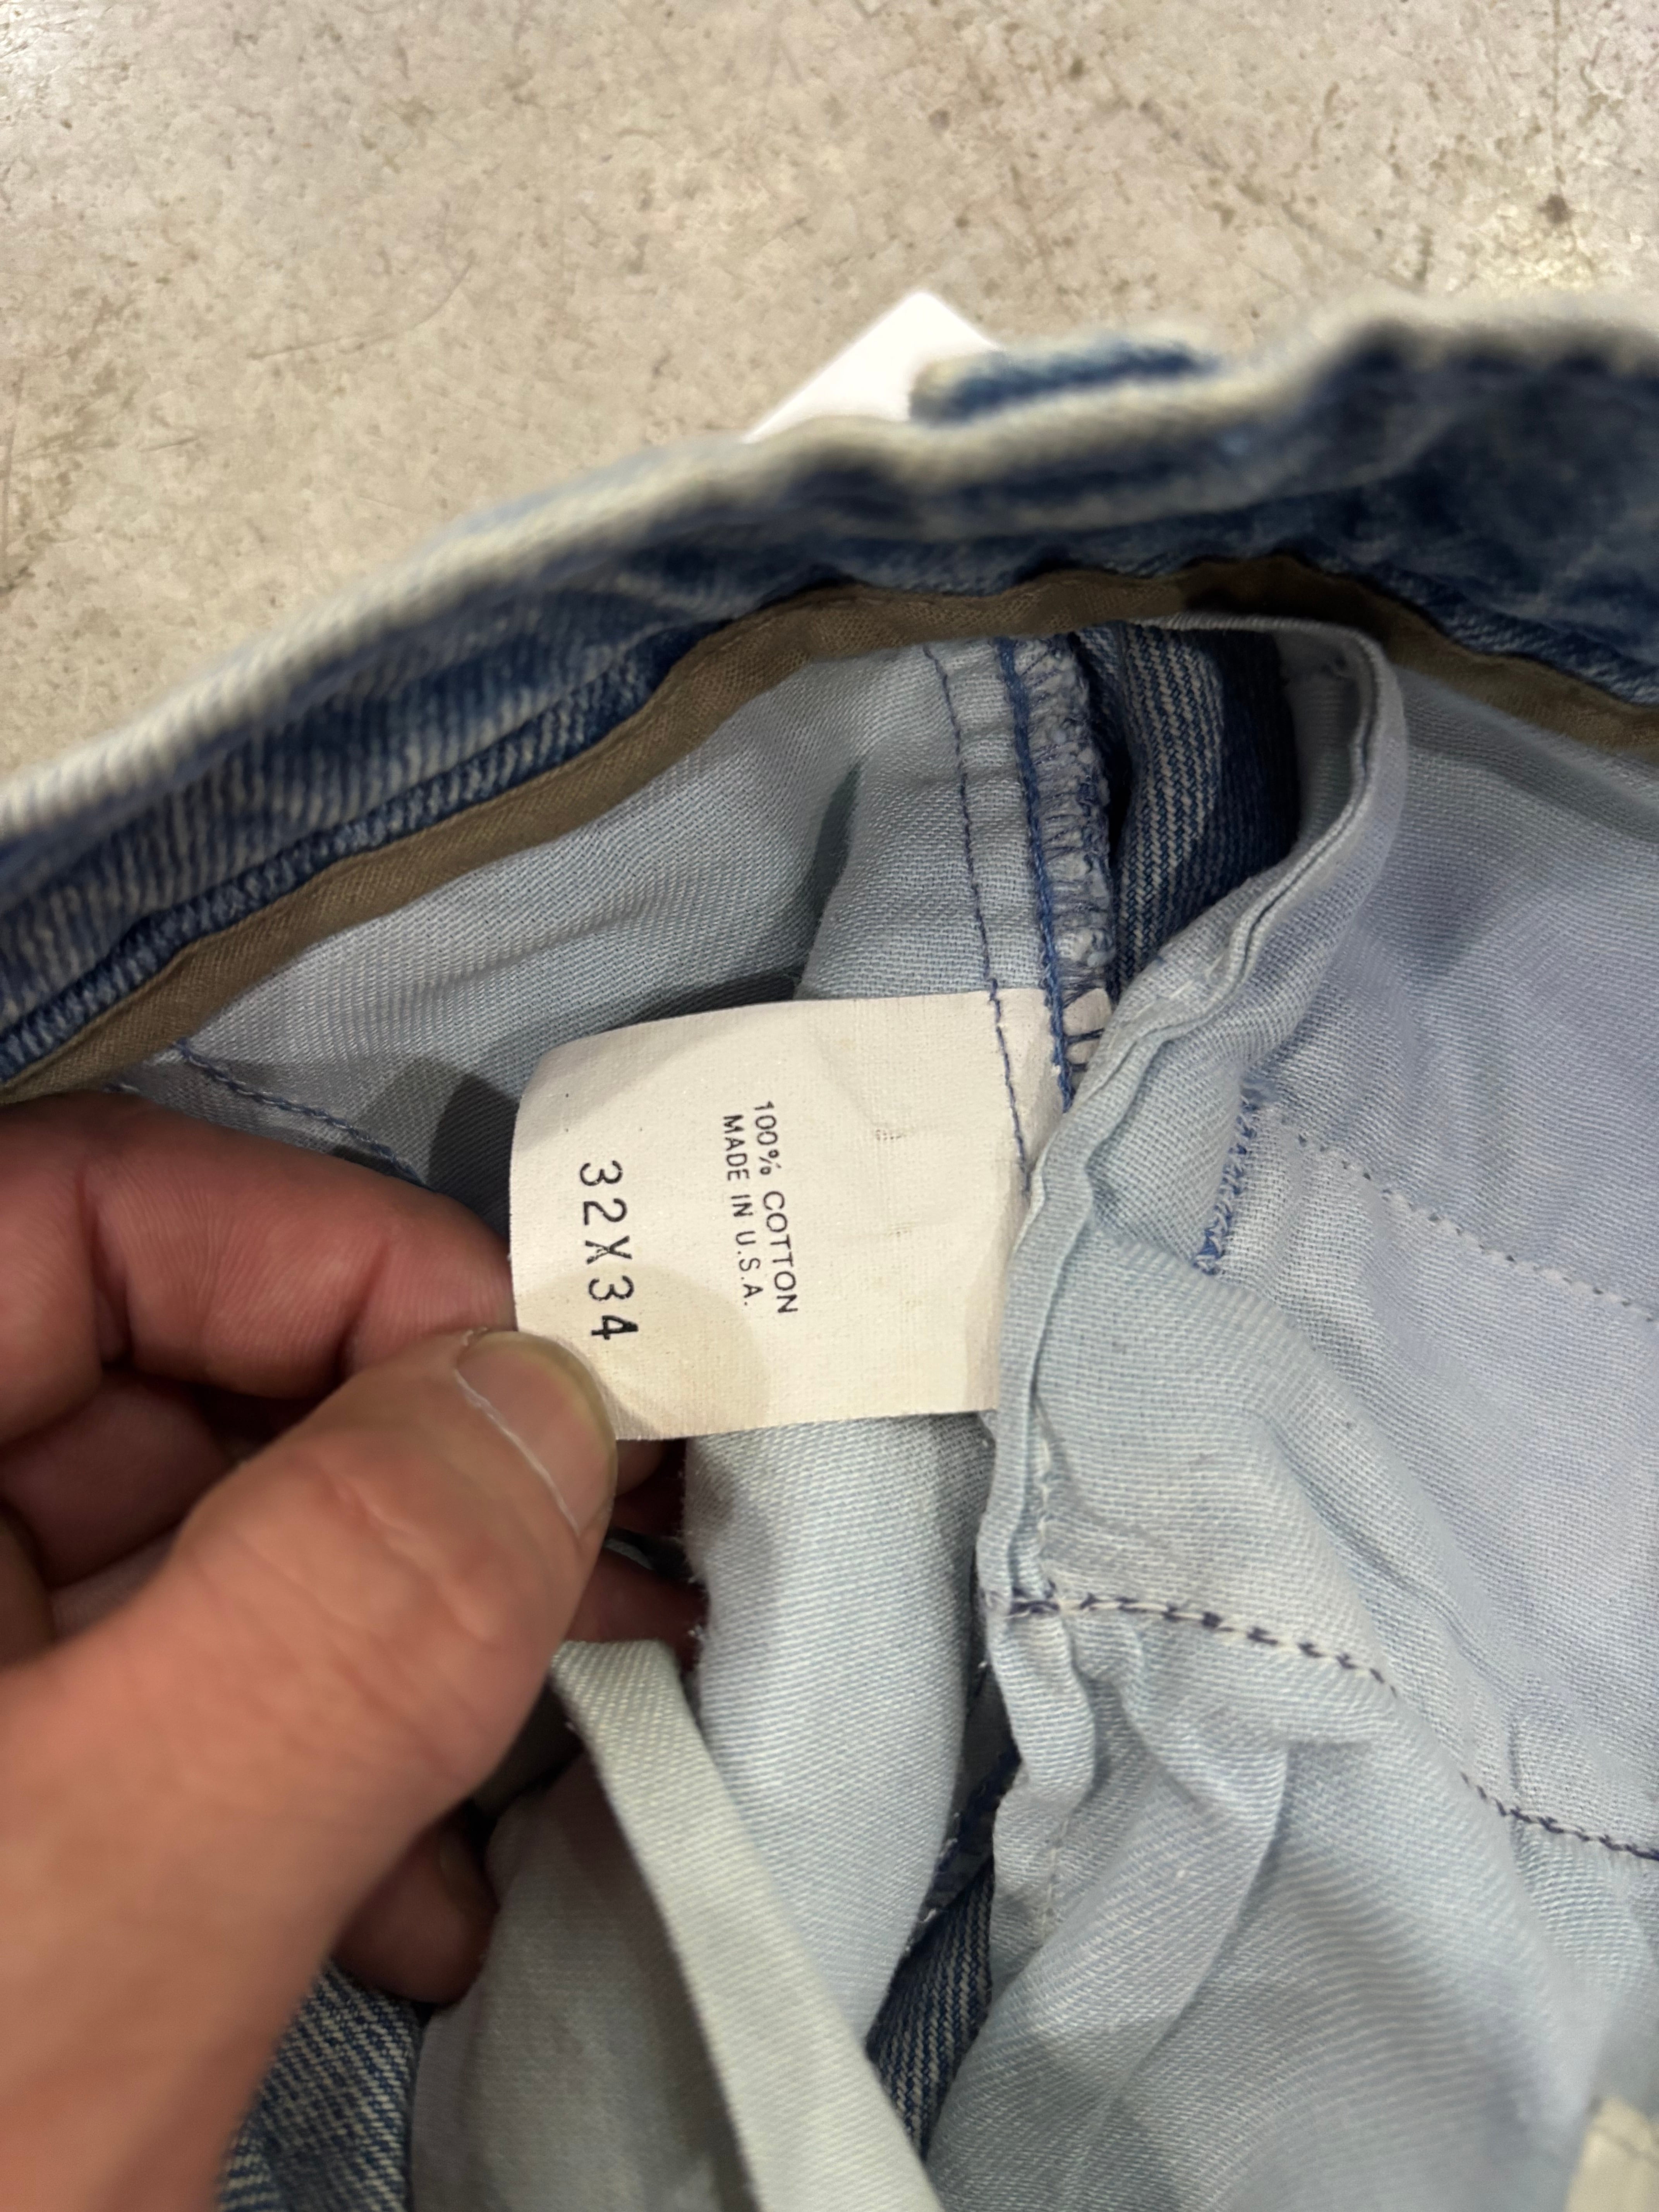 100% COTTON
MADE IN U.S.A.
32X34